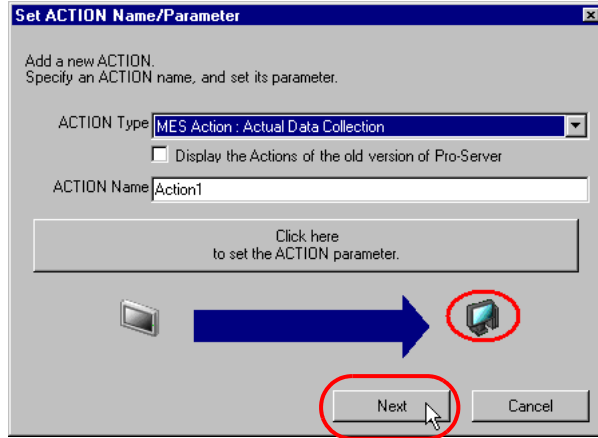 Set ACTION Name/Parameter
Add a new ACTION.
Specify an ACTION name, and set its parameter.
ACTION Type MES Action : Actual Data Collection
Display the Actions of the old version of Pro-Server
ACTION Name Action1
Click here
to set the ACTION parameter.
Next Cancel